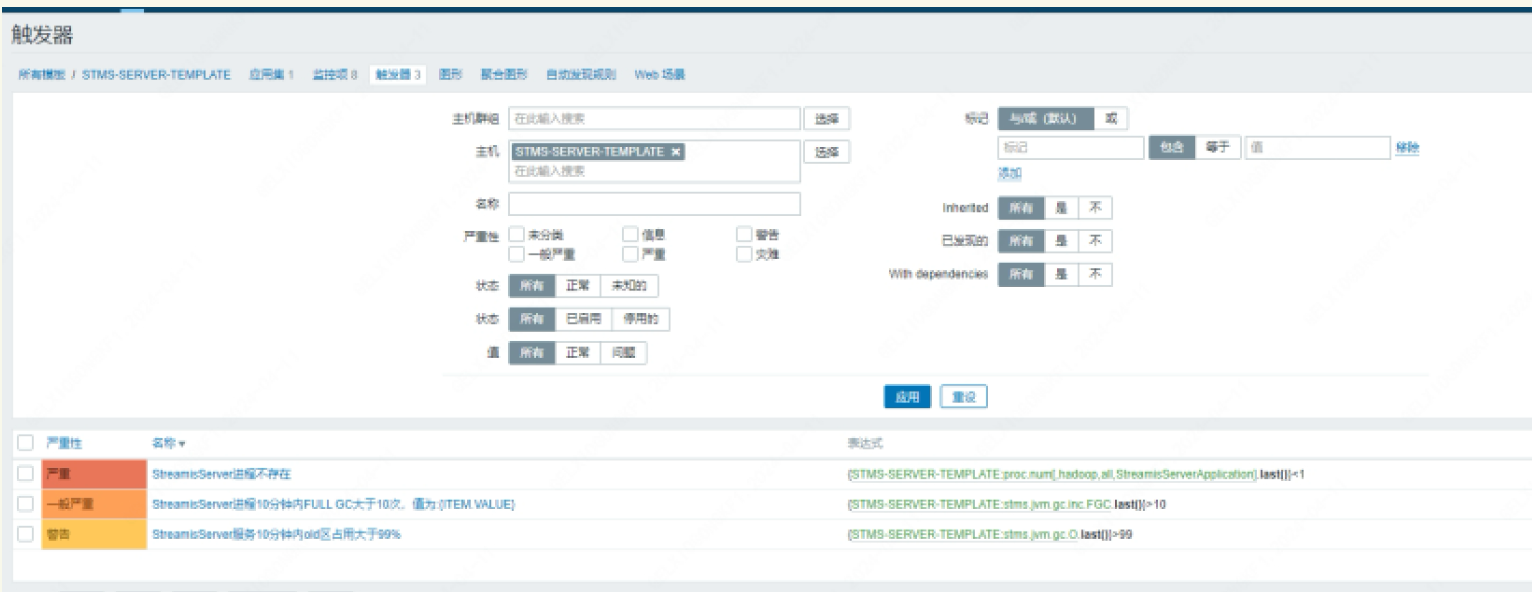 触发器
所有模板 / STMS-SERVER-TEMPLATE 应用集 1 监控项 8 触发器 3 图形 聚合图形 自动发现规则 Web 场景
主机群组 在此输入搜索 选择
主机 STMS-SERVER-TEMPLATE 选择
在此输入搜索
名称
严重性 未分类 信息 警告
一般严重 严重 灾难
状态 所有 正常 未知的
状态 所有 已启用 停用的
值 所有 正常 问题
标记 与/或 (默认) 或
标记 包含 等于 值 移除
添加
Inherited 所有 是 不
已发现的 所有 是 不
With dependencies 所有 是 不
应用 重设
严重性 名称 表达式
严重 StreamisServer进程不存在 {STMS-SERVER-TEMPLATE:proc.num[,hadoop,all,StreamisServerApplication].last()}<1
一般严重 StreamisServer进程10分钟内FULL GC大于10次，值为:{ITEM.VALUE} {STMS-SERVER-TEMPLATE:stms.jvm.gc.inc.FGC.last()}>10
警告 StreamisServer服务10分钟内old区占用大于99% {STMS-SERVER-TEMPLATE:stms.jvm.gc.O.last()}>99